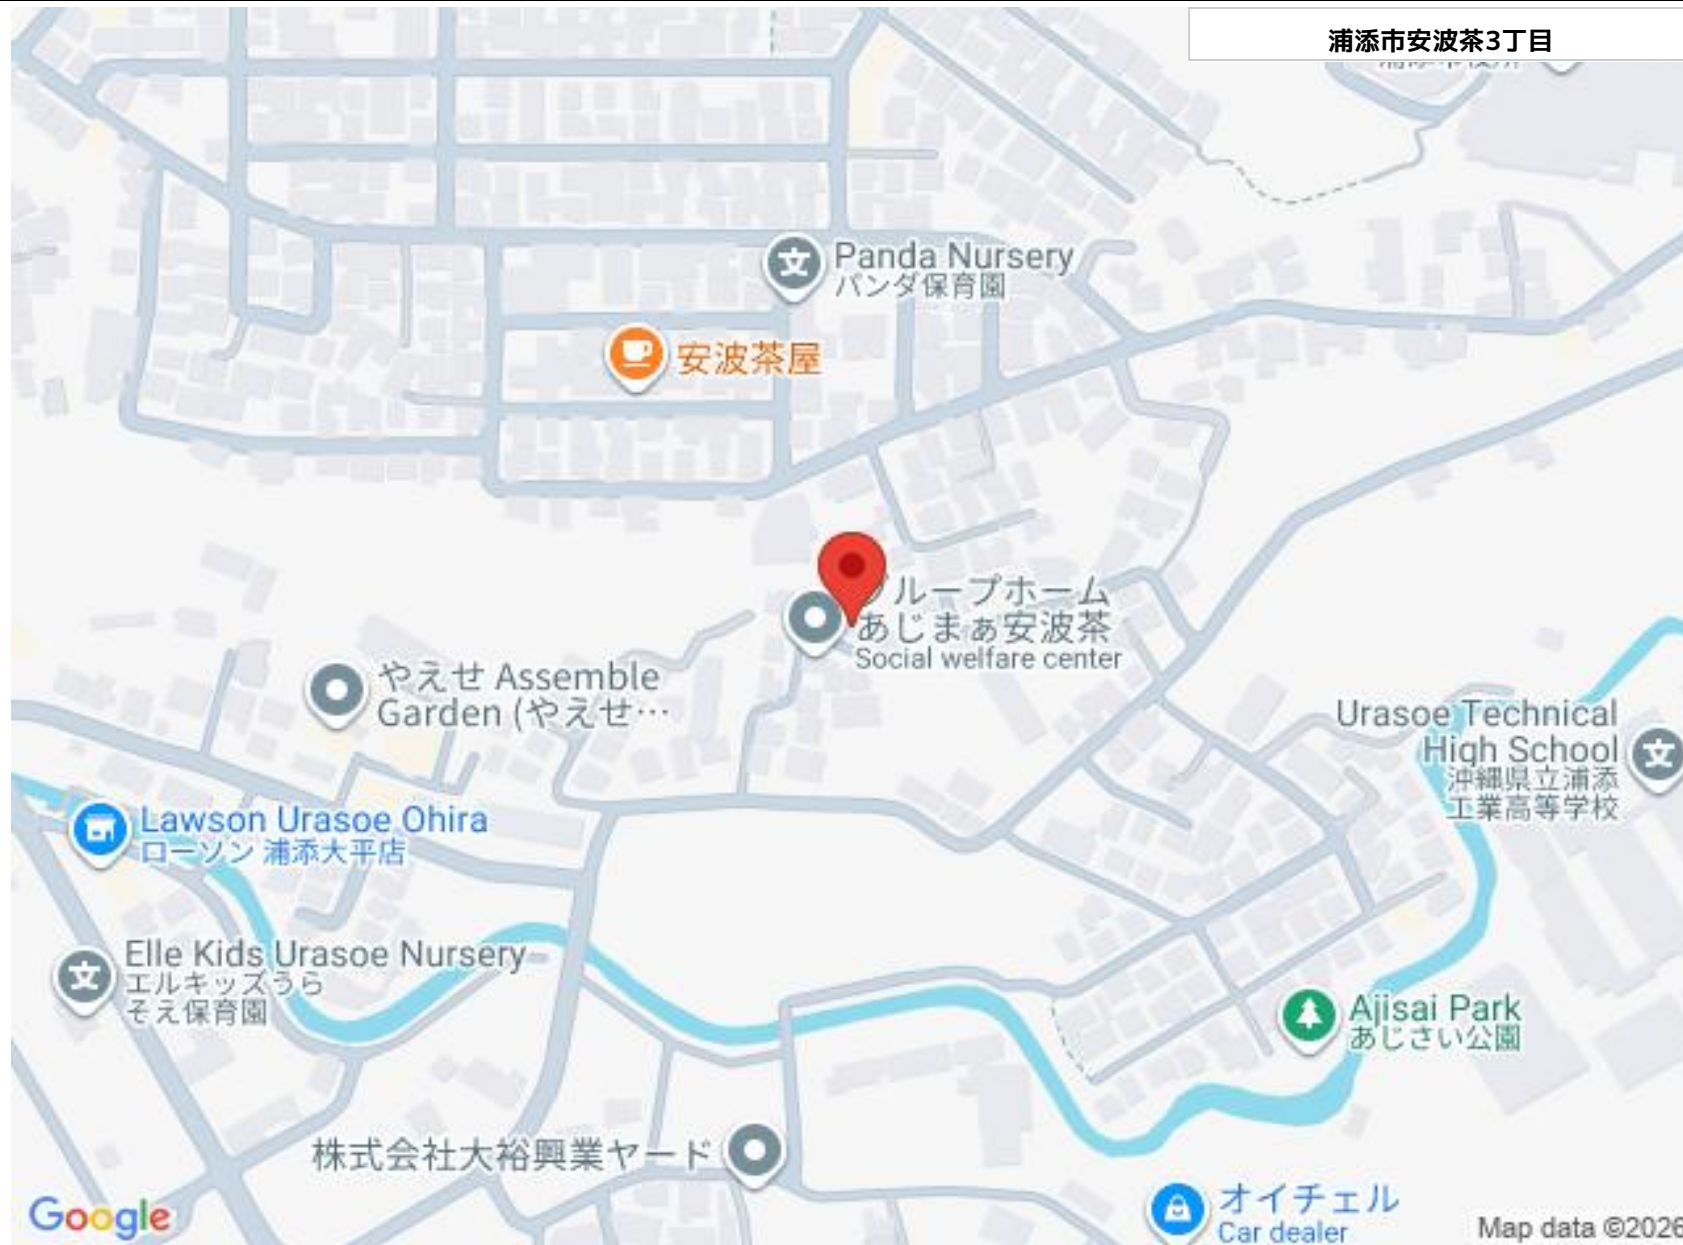 浦添市安波茶3丁目
Panda Nursery
パンダ保育園
安波茶屋
ループホーム
あじまぁ安波茶
Social welfare center
やえせ Assemble
Garden (やえせ…
Urasoe Technical
High School
沖縄県立浦添
工業高等学校
Lawson Urasoe Ohira
ローソン 浦添大平店
Elle Kids Urasoe Nursery
エルキッズうら
そえ保育園
Ajisai Park
あじさい公園
株式会社大裕興業ヤード
オイチェル
Car dealer
Google
Map data ©2026